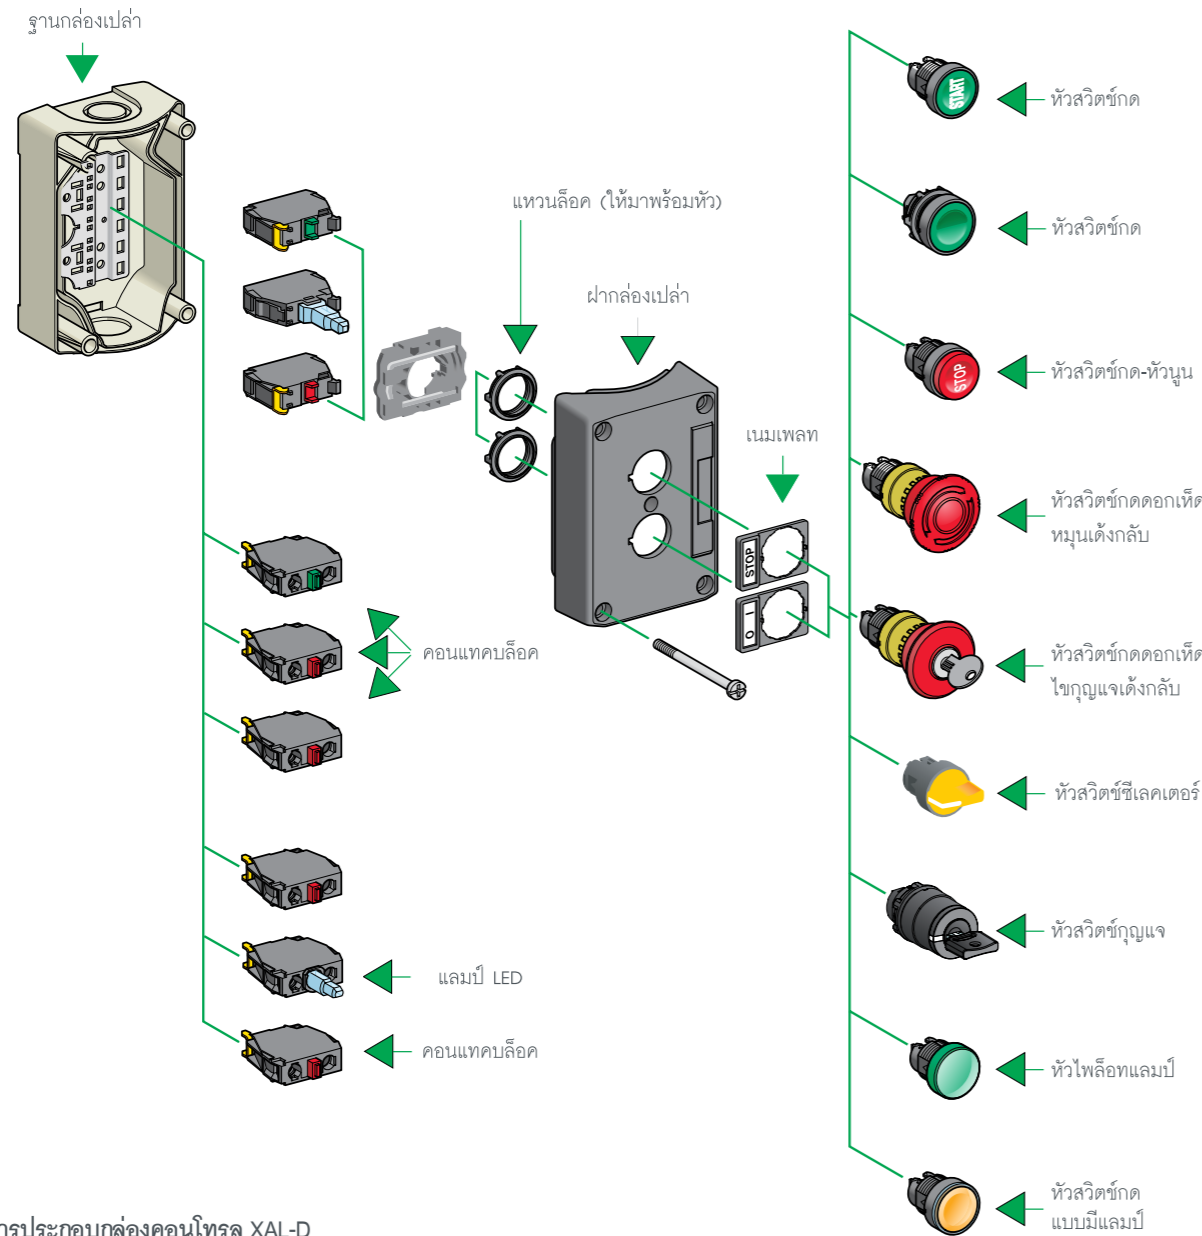 ฐานกล่องเปล่า
START
หัวสวิตช์กด
หัวสวิตช์กด
แหวนล็อค (ให้มาพร้อมหัว)
ฝากล่องเปล่า
STOP
หัวสวิตช์กด-หัวนูน
เนมเพลท
หัวสวิตช์กดดอกเห็ด
หมุนเด้งกลับ
STOP
O I
คอนแทคบล็อค
หัวสวิตช์กดดอกเห็ด
ไขกุญแจเด้งกลับ
หัวสวิตช์ซีเลคเตอร์
หัวสวิตช์กุญแจ
แลมป์ LED
คอนแทคบล็อค
หัวไพล็อทแลมป์
หัวสวิตช์กด
แบบมีแลมป์
ารประกอบกล่องคอนโทรล XAL-D